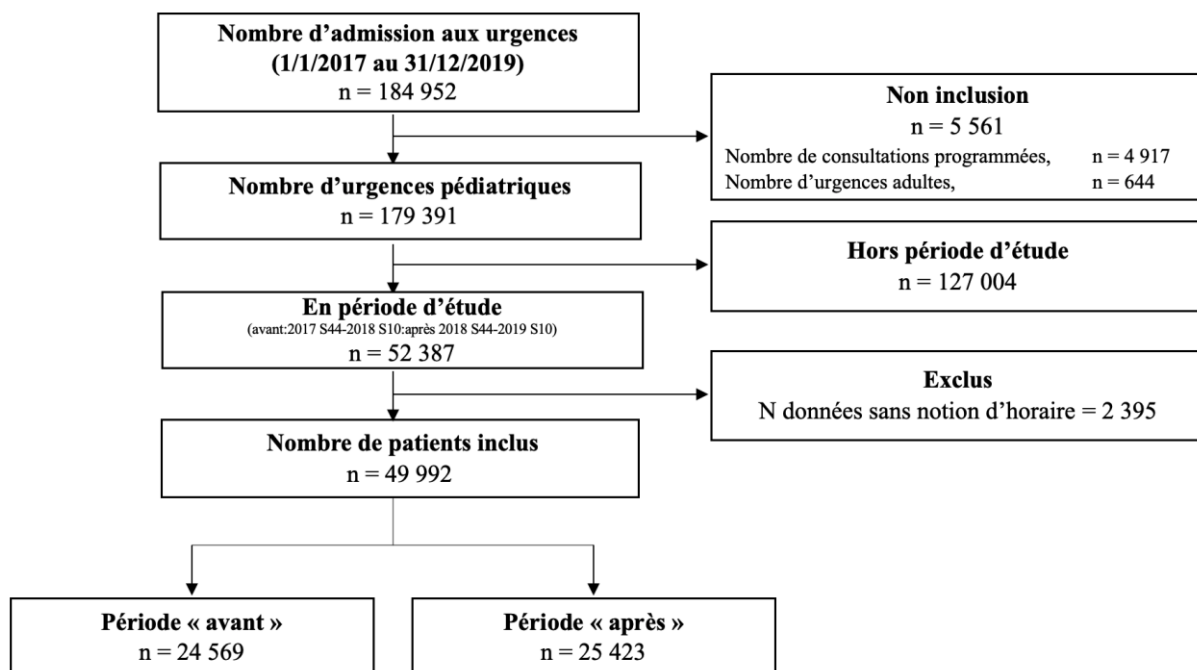 Nombre d'admission aux urgences
(1/1/2017 au 31/12/2019)
n = 184 952
Non inclusion
n = 5 561
Nombre de consultations programmées, n = 4 917
Nombre d'urgences adultes, n = 644
Nombre d'urgences pédiatriques
n = 179 391
Hors période d'étude
n = 127 004
En période d'étude
(avant:2017 S44-2018 S10:après 2018 S44-2019 S10)
n = 52 387
Exclus
N données sans notion d'horaire = 2 395
Nombre de patients inclus
n = 49 992
Période « avant »
n = 24 569
Période « après »
n = 25 423